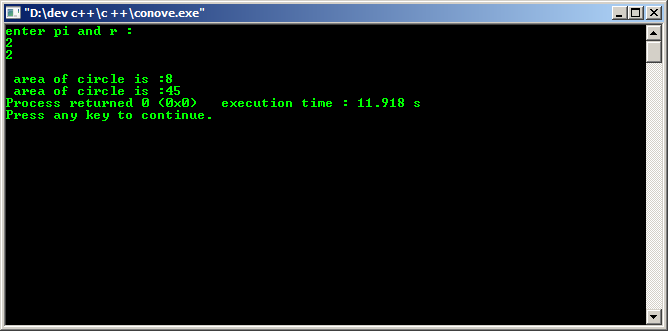 "D:\dev c++\c ++\conove.exe"
enter pi and r :
2
2
area of circle is :8
area of circle is :45
Process returned 0 (0x0)   execution time : 11.918 s
Press any key to continue.